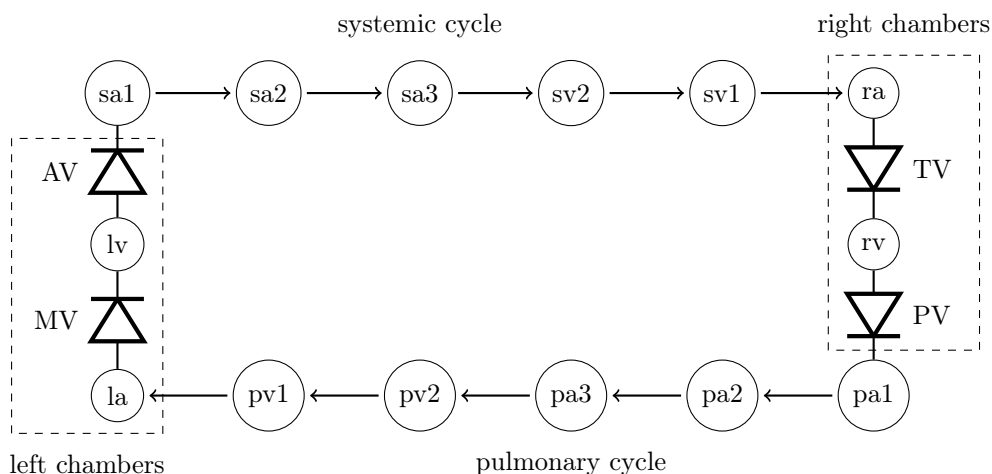 systemic cycle
right chambers
sa1
sa2
sa3
sv2
sv1
ra
AV
TV
lv
rv
MV
PV
la
pv1
pv2
pa3
pa2
pa1
left chambers
pulmonary cycle